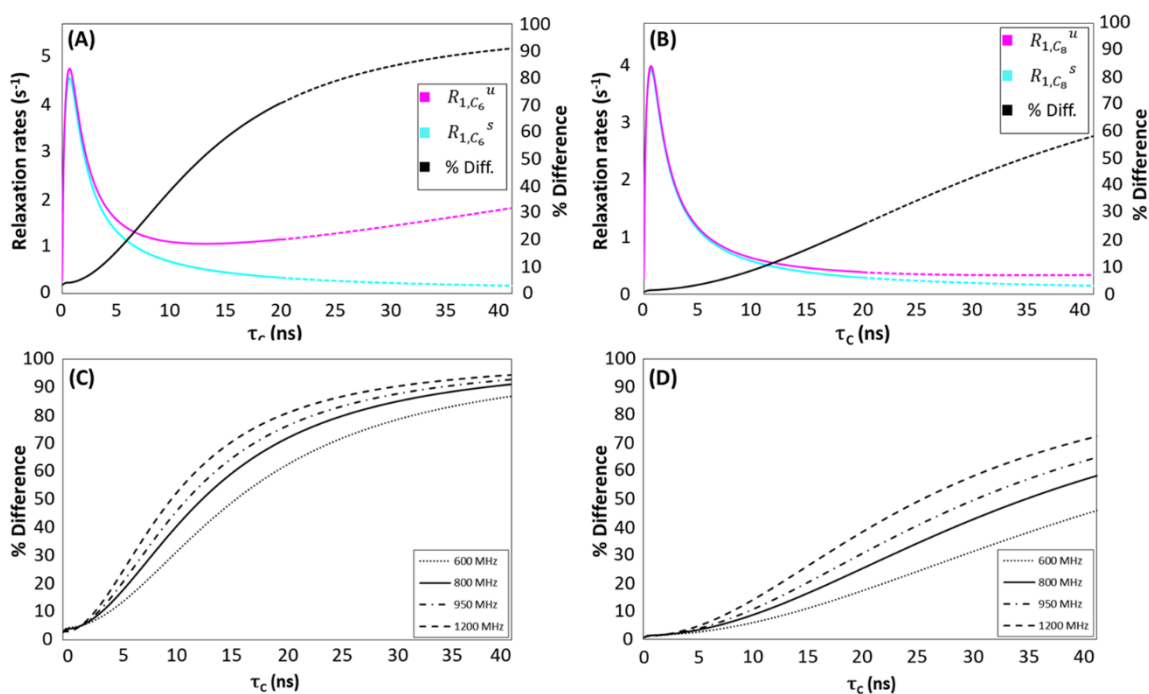 (A)
Relaxation rates (s⁻¹)
5
4
3
2
1
0
R₁,C₆ᵘ
R₁,C₆ˢ
% Diff.
100
90
80
70
60
50
40
30
20
10
0
% Difference
0 5 10 15 20 25 30 35 40
τC (ns)
(B)
Relaxation rates (s⁻¹)
4
3
2
1
0
R₁,C₈ᵘ
R₁,C₈ˢ
% Diff.
100
90
80
70
60
50
40
30
20
10
0
% Difference
0 5 10 15 20 25 30 35 40
τC (ns)
(C)
% Difference
100
90
80
70
60
50
40
30
20
10
0
600 MHz
800 MHz
950 MHz
1200 MHz
0 5 10 15 20 25 30 35 40
τC (ns)
(D)
% Difference
100
90
80
70
60
50
40
30
20
10
0
600 MHz
800 MHz
950 MHz
1200 MHz
0 5 10 15 20 25 30 35 40
τC (ns)